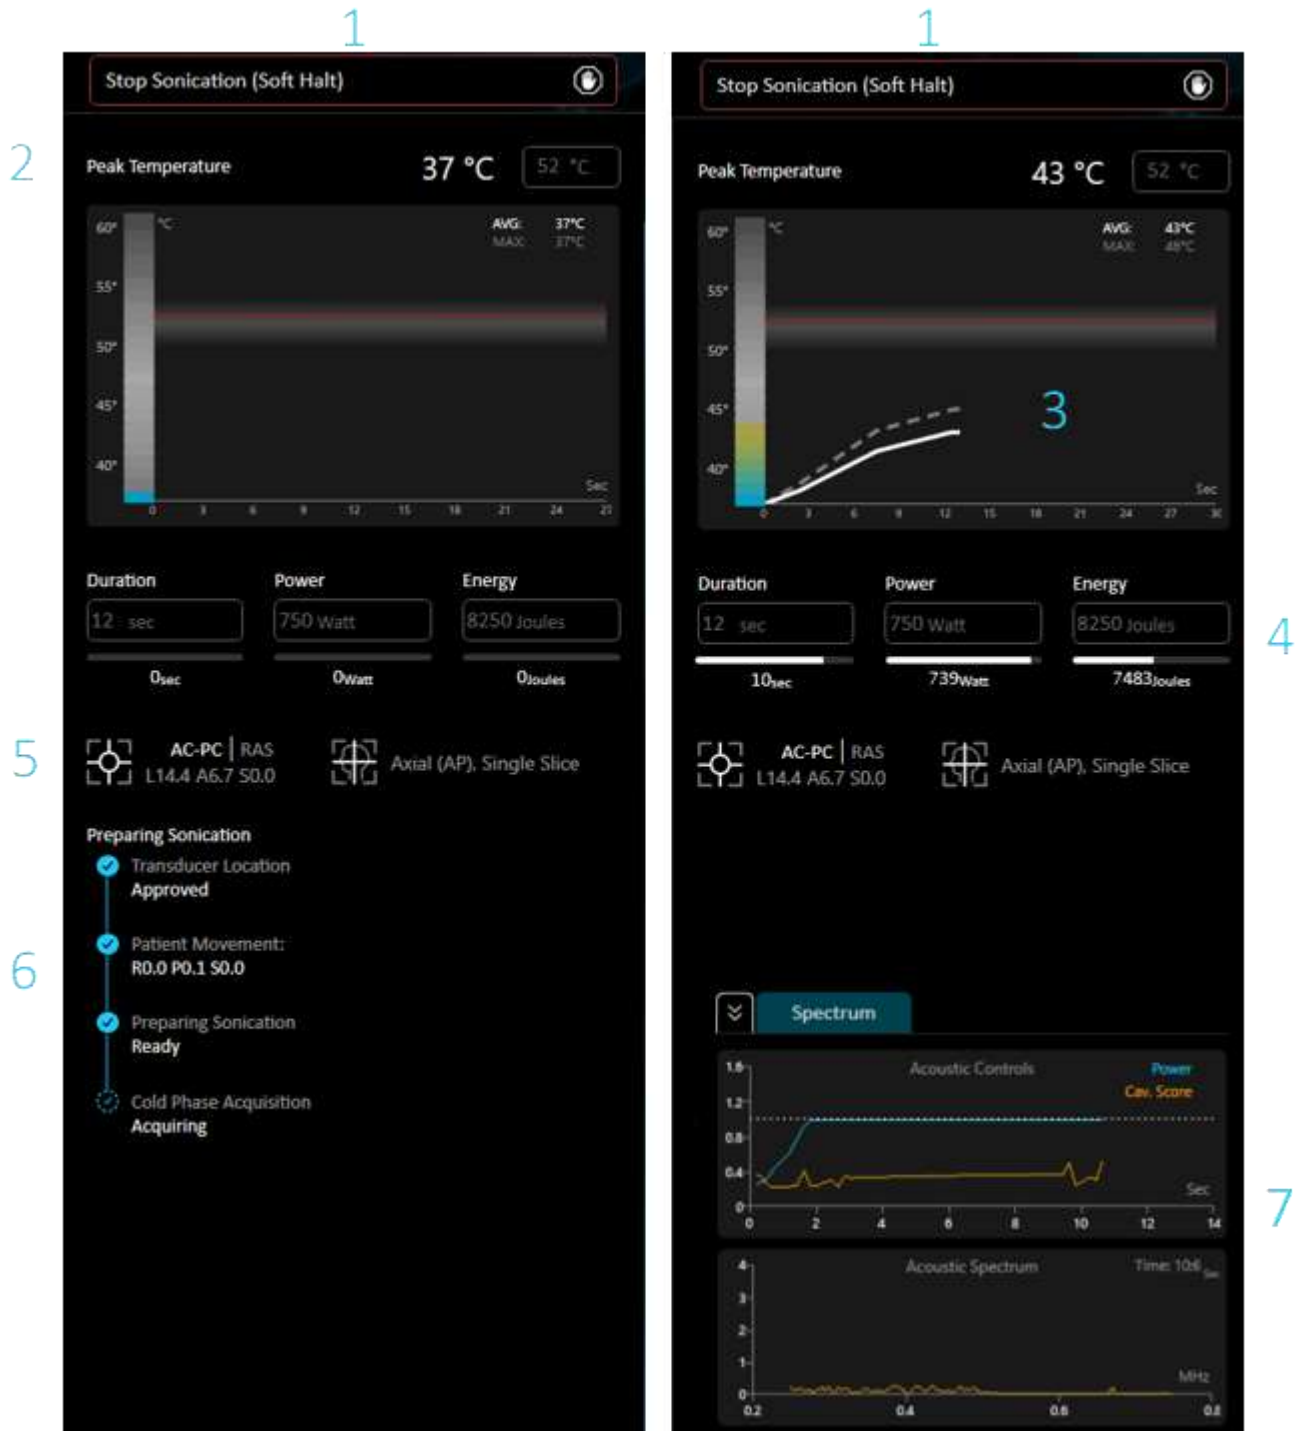 1
Stop Sonication (Soft Halt)
2
Peak Temperature 37 °C 52 °C
60° °C AVG: 37°C
MAX: 37°C
55°
50°
45°
40°
Sec
0 3 6 9 12 15 18 21 24 27
Duration Power Energy
12 sec 750 Watt 8250 Joules
0sec 0Watt 0Joules
5
AC-PC | RAS
L14.4 A6.7 S0.0
Axial (AP), Single Slice
Preparing Sonication
Transducer Location
Approved
6
Patient Movement:
R0.0 P0.1 S0.0
Preparing Sonication
Ready
Cold Phase Acquisition
Acquiring
1
Stop Sonication (Soft Halt)
Peak Temperature 43 °C 52 °C
60° °C AVG: 43°C
MAX: 48°C
55°
50°
45°
3
40°
Sec
0 3 6 9 12 15 18 21 24 27 30
Duration Power Energy
12 sec 750 Watt 8250 Joules
4
10sec 739Watt 7483Joules
AC-PC | RAS
L14.4 A6.7 S0.0
Axial (AP), Single Slice
Spectrum
1.6 Acoustic Controls Power
Cav. Score
1.2
0.8
0.4
Sec
0
0 2 4 6 8 10 12 14
7
4 Acoustic Spectrum Time: 10.6 Sec
3
2
1
MHz
0
0.2 0.4 0.6 0.8